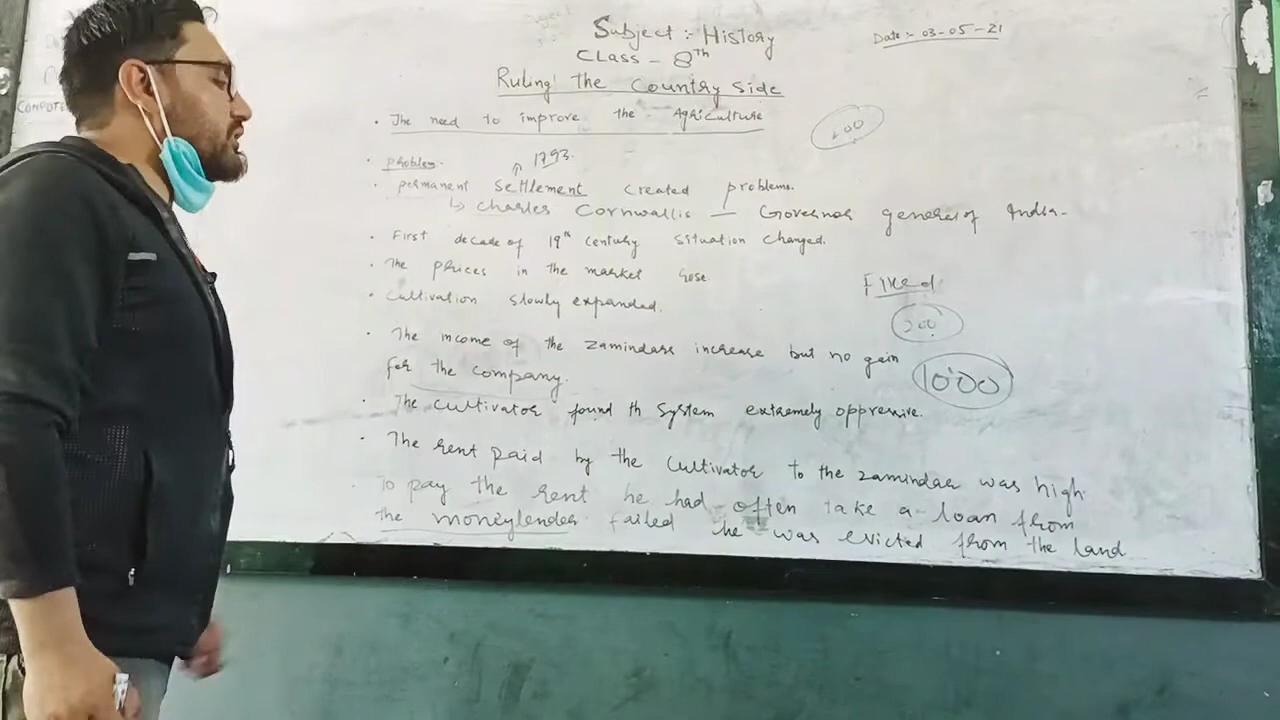 Subject :- History
Date :- 03-05-21
CLASS - 8TH
COMPUTE
Ruling the Country side
• The need to improve the Agriculture
• problem.
1793.
• permanent settlement created problems.
↳ Charles Cornwallis — Governor general of India-
• First decade of 19th Century situation changed.
• The prices in the market rose
Fixed
• Cultivation slowly expanded.
• The income of the zamindars increase but no gain
for the company.
1000
• The cultivator found th system extremely oppressive.
• The rent paid by the cultivator to the zamindar was high.
To pay the rent he had often take a loan from
the moneylender failed he was evicted from the land